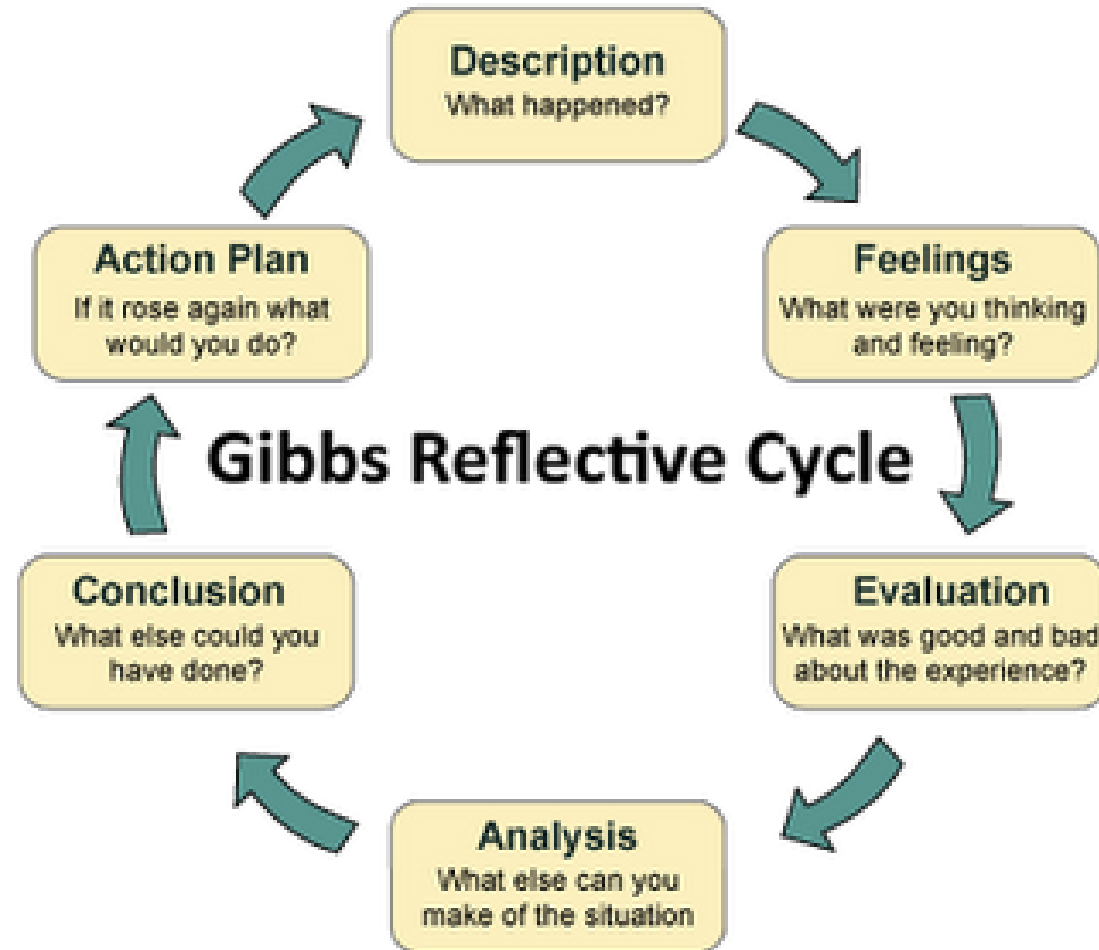 Description
What happened?
Feelings
What were you thinking
and feeling?
Evaluation
What was good and bad
about the experience?
Analysis
What else can you
make of the situation
Conclusion
What else could you
have done?
Action Plan
If it rose again what
would you do?
Gibbs Reflective Cycle